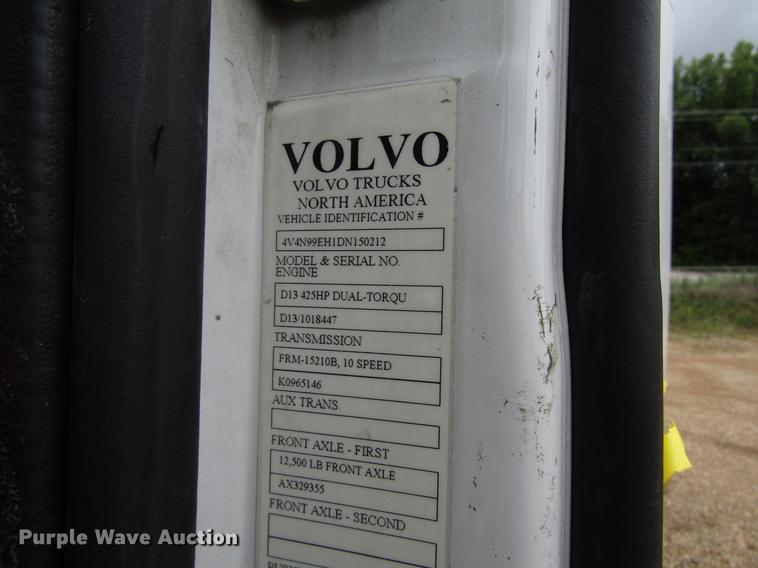 VOLVO
VOLVO TRUCKS
NORTH AMERICA
VEHICLE IDENTIFICATION #
4V4N99EH1DN150212
MODEL & SERIAL NO.
ENGINE
D13 425HP DUAL-TORQU
D13/1018447
TRANSMISSION
FRM-15210B, 10 SPEED
K0965146
AUX TRANS.
FRONT AXLE - FIRST
12,500 LB FRONT AXLE
AX329355
FRONT AXLE - SECOND
Purple Wave Auction®